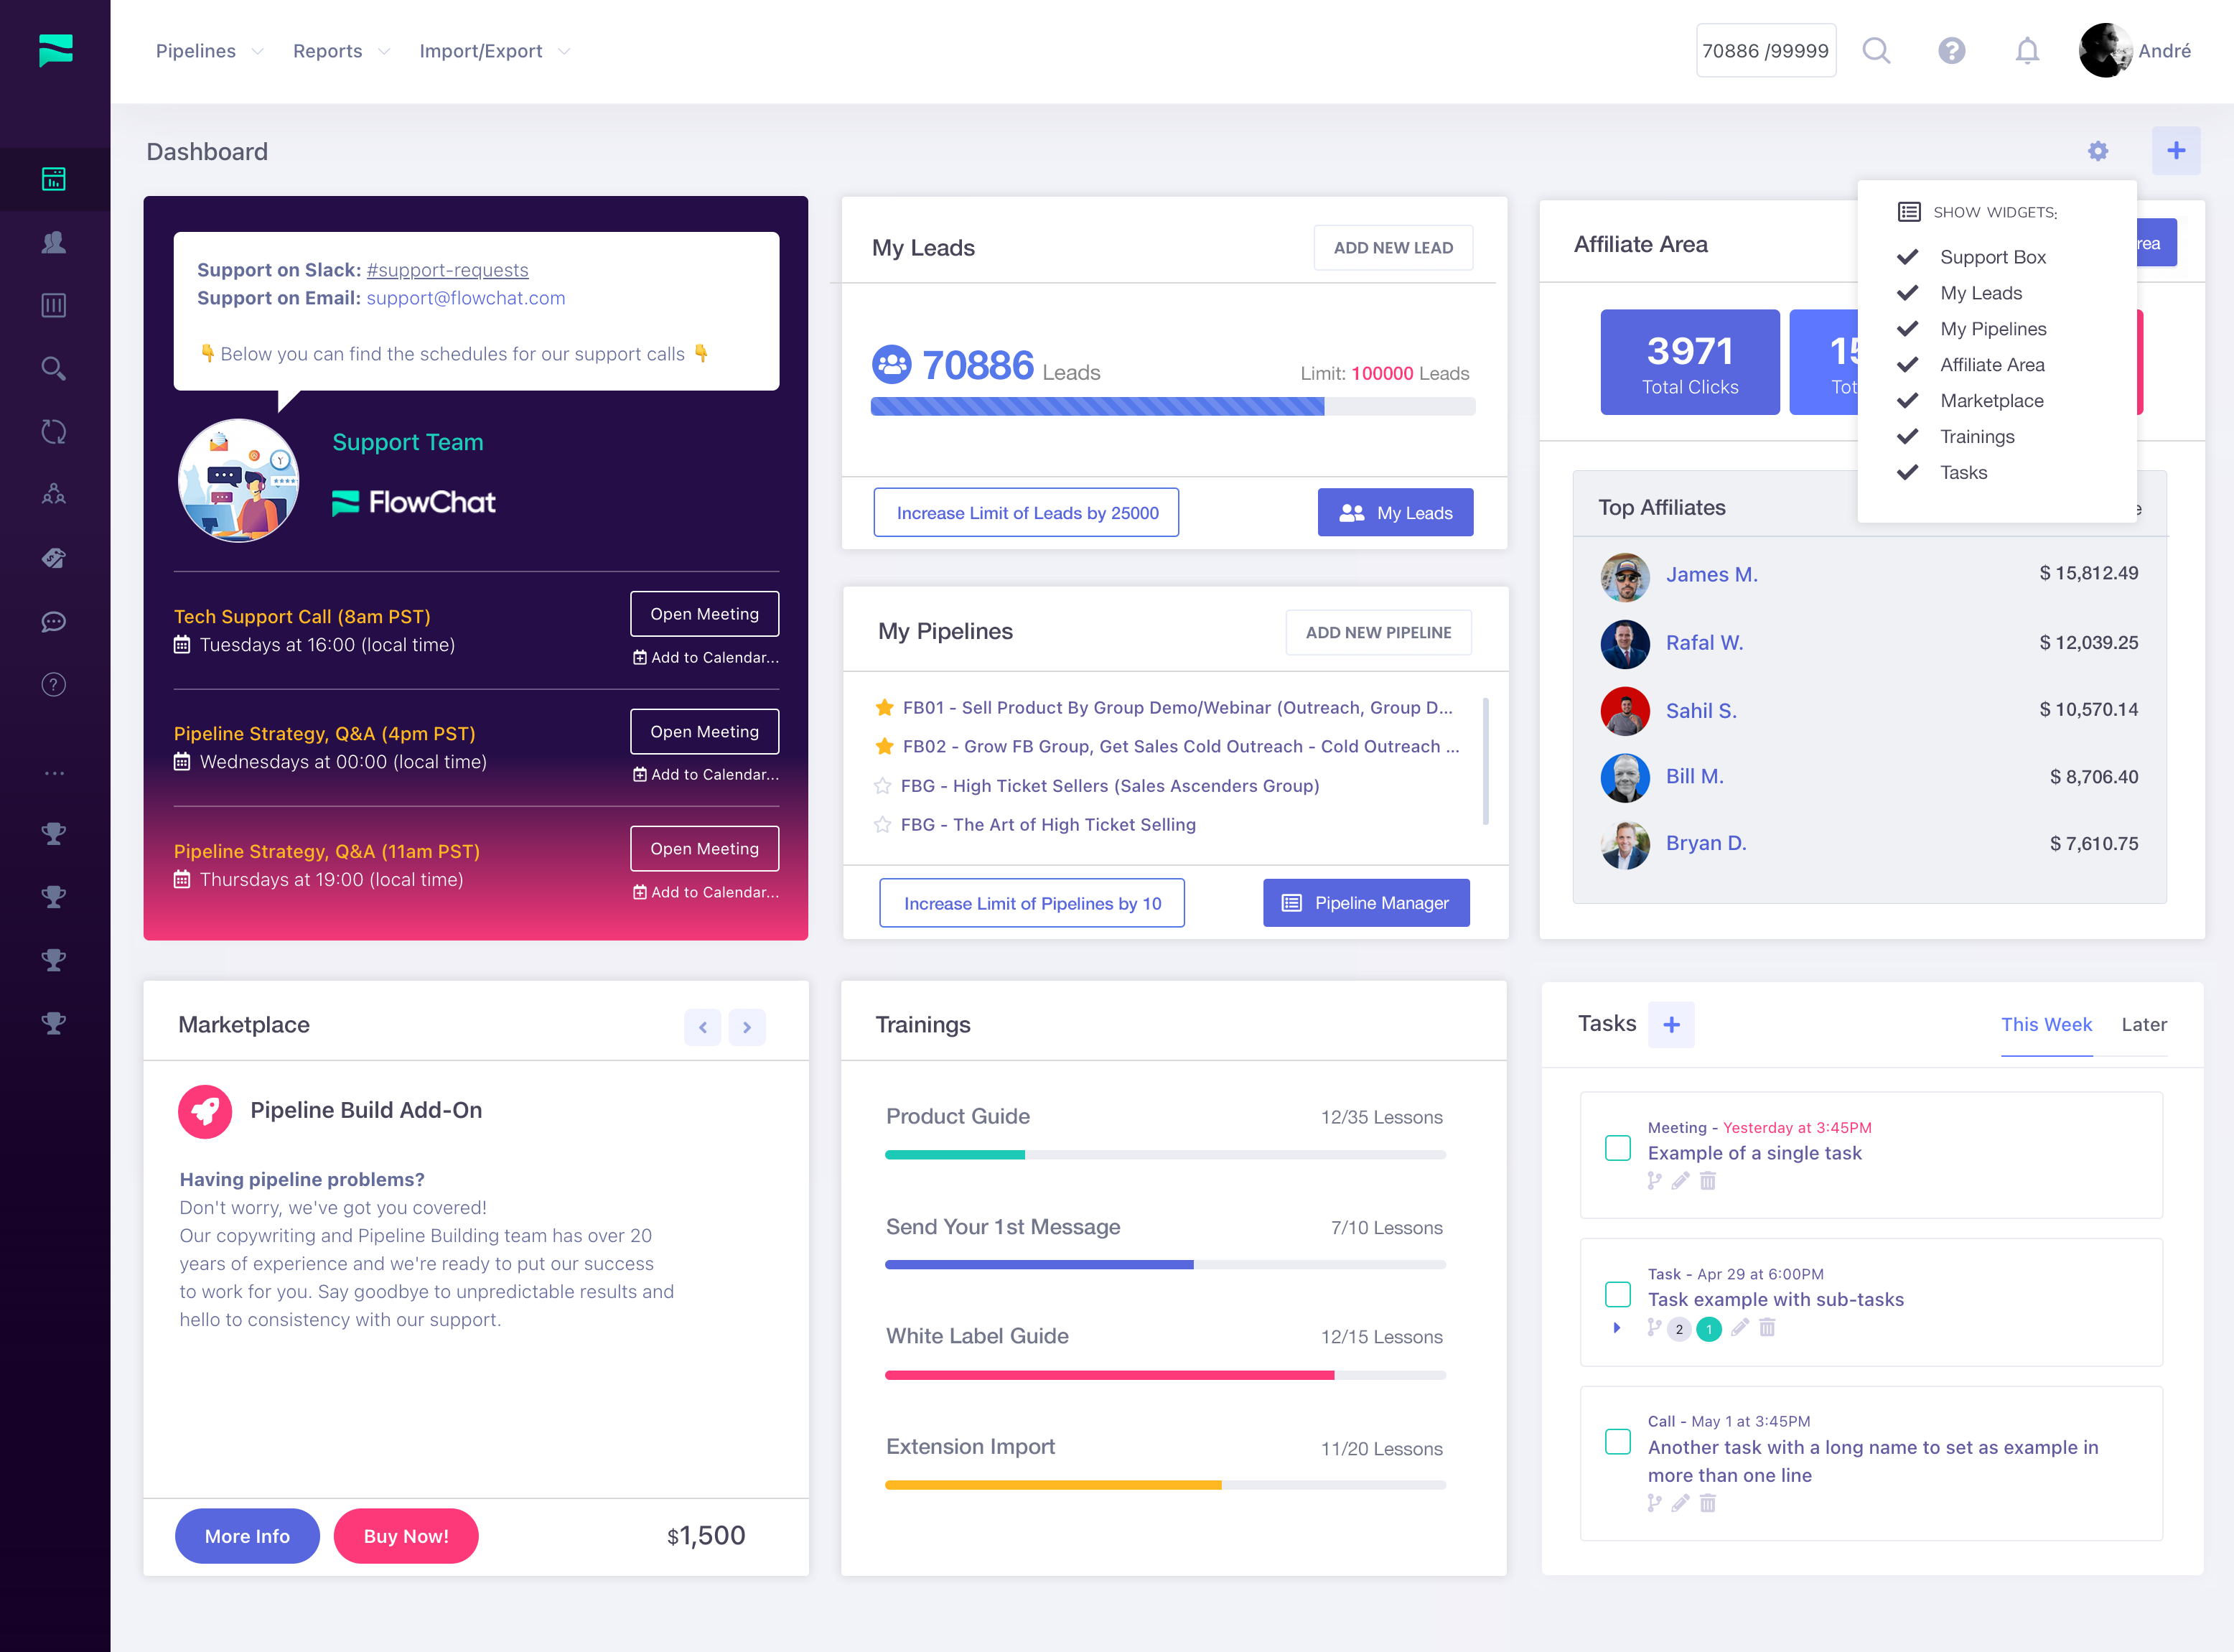 Pipelines
Reports
Import/Export
70886 /99999
André
Dashboard
Support on Slack: #support-requests
Support on Email: support@flowchat.com
👇 Below you can find the schedules for our support calls 👇
Support Team
FlowChat
Tech Support Call (8am PST)
Tuesdays at 16:00 (local time)
Open Meeting
Add to Calendar...
Pipeline Strategy, Q&A (4pm PST)
Wednesdays at 00:00 (local time)
Open Meeting
Add to Calendar...
Pipeline Strategy, Q&A (11am PST)
Thursdays at 19:00 (local time)
Open Meeting
Add to Calendar...
My Leads
ADD NEW LEAD
70886 Leads
Limit: 100000 Leads
Increase Limit of Leads by 25000
My Leads
My Pipelines
ADD NEW PIPELINE
FB01 - Sell Product By Group Demo/Webinar (Outreach, Group D...
FB02 - Grow FB Group, Get Sales Cold Outreach - Cold Outreach ...
FBG - High Ticket Sellers (Sales Ascenders Group)
FBG - The Art of High Ticket Selling
Increase Limit of Pipelines by 10
Pipeline Manager
Affiliate Area
3971
Total Clicks
SHOW WIDGETS:
Support Box
My Leads
My Pipelines
Affiliate Area
Marketplace
Trainings
Tasks
Top Affiliates
James M.
$ 15,812.49
Rafal W.
$ 12,039.25
Sahil S.
$ 10,570.14
Bill M.
$ 8,706.40
Bryan D.
$ 7,610.75
Marketplace
Pipeline Build Add-On
Having pipeline problems?
Don't worry, we've got you covered!
Our copywriting and Pipeline Building team has over 20
years of experience and we're ready to put our success
to work for you. Say goodbye to unpredictable results and
hello to consistency with our support.
More Info
Buy Now!
$1,500
Trainings
Product Guide
12/35 Lessons
Send Your 1st Message
7/10 Lessons
White Label Guide
12/15 Lessons
Extension Import
11/20 Lessons
Tasks
This Week
Later
Meeting - Yesterday at 3:45PM
Example of a single task
Task - Apr 29 at 6:00PM
Task example with sub-tasks
2
1
Call - May 1 at 3:45PM
Another task with a long name to set as example in
more than one line